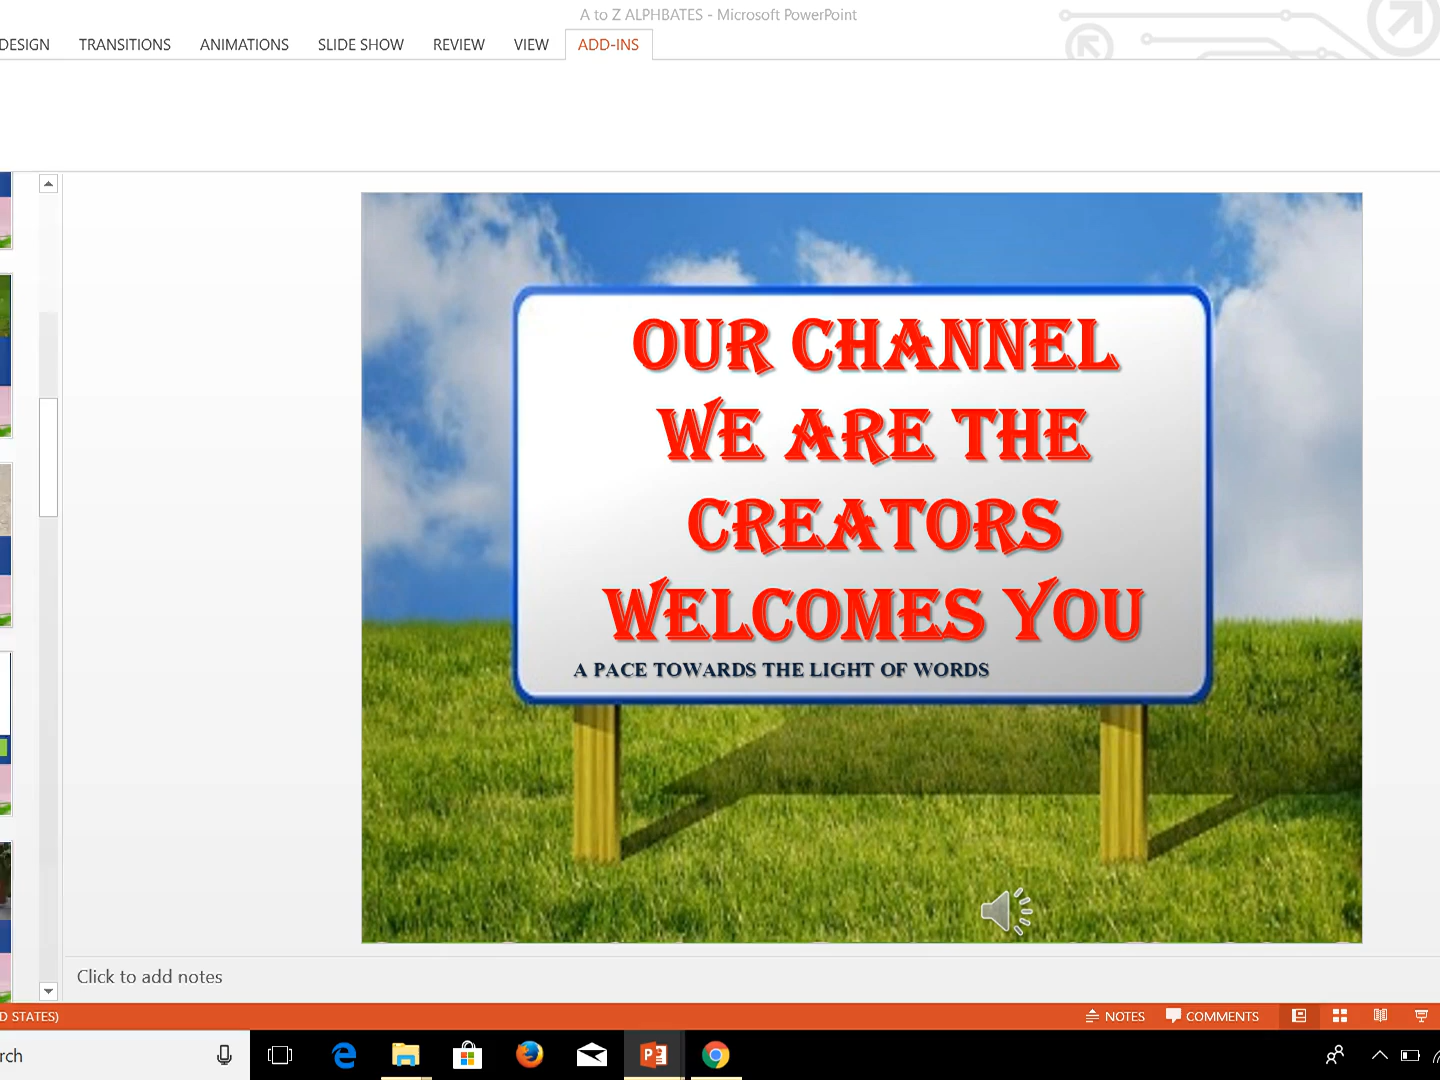 A to Z ALPHBATES - Microsoft PowerPoint
DESIGN TRANSITIONS ANIMATIONS SLIDE SHOW REVIEW VIEW ADD-INS
OUR CHANNEL
WE ARE THE
CREATORS
WELCOMES YOU
A PACE TOWARDS THE LIGHT OF WORDS
Click to add notes
D STATES)
NOTES COMMENTS
rch